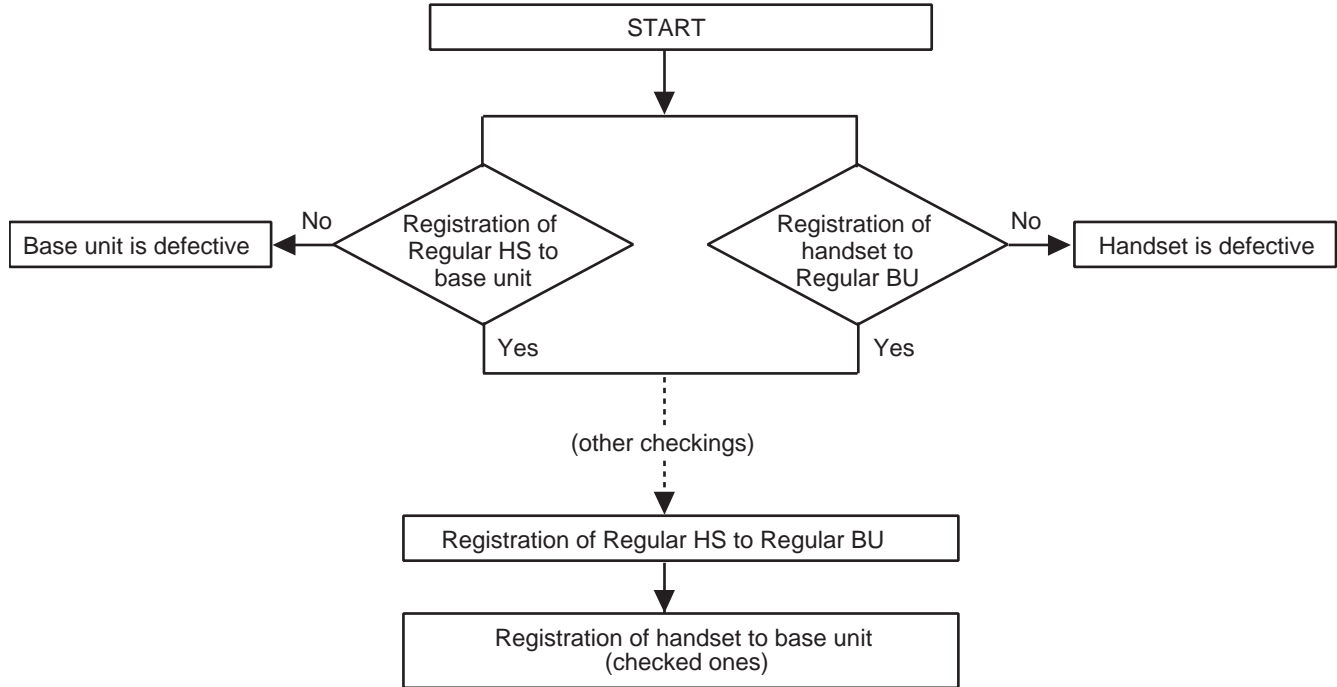 START
No
Registration of
Regular HS to
base unit
Base unit is defective
Yes
Registration of
handset to
Regular BU
No
Handset is defective
Yes
(other checkings)
Registration of Regular HS to Regular BU
Registration of handset to base unit
(checked ones)